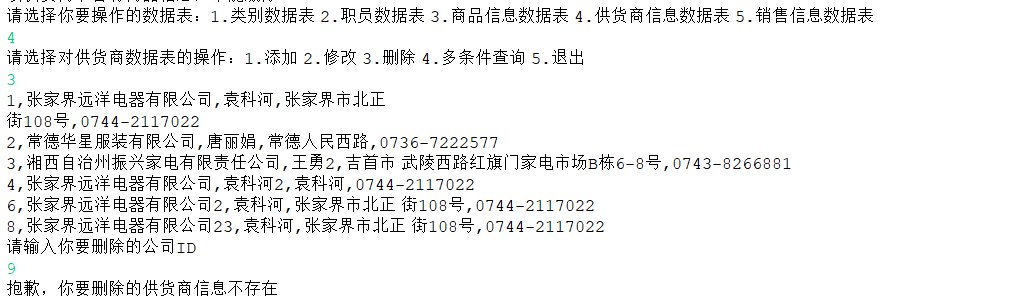 请选择你要操作的数据表：1.类别数据表 2.职员数据表 3.商品信息数据表 4.供货商信息数据表 5.销售信息数据表
4
请选择对供货商数据表的操作：1.添加 2.修改 3.删除 4.多条件查询 5.退出
3
1,张家界远洋电器有限公司,袁科河,张家界市北正
街108号,0744-2117022
2,常德华星服装有限公司,唐丽娟,常德人民西路,0736-7222577
3,湘西自治州振兴家电有限责任公司,王勇2,吉首市 武陵西路红旗门家电市场B栋6-8号,0743-8266881
4,张家界远洋电器有限公司,袁科河2,袁科河,0744-2117022
6,张家界远洋电器有限公司2,袁科河,张家界市北正 街108号,0744-2117022
8,张家界远洋电器有限公司23,袁科河,张家界市北正 街108号,0744-2117022
请输入你要删除的公司ID
9
抱歉，你要删除的供货商信息不存在